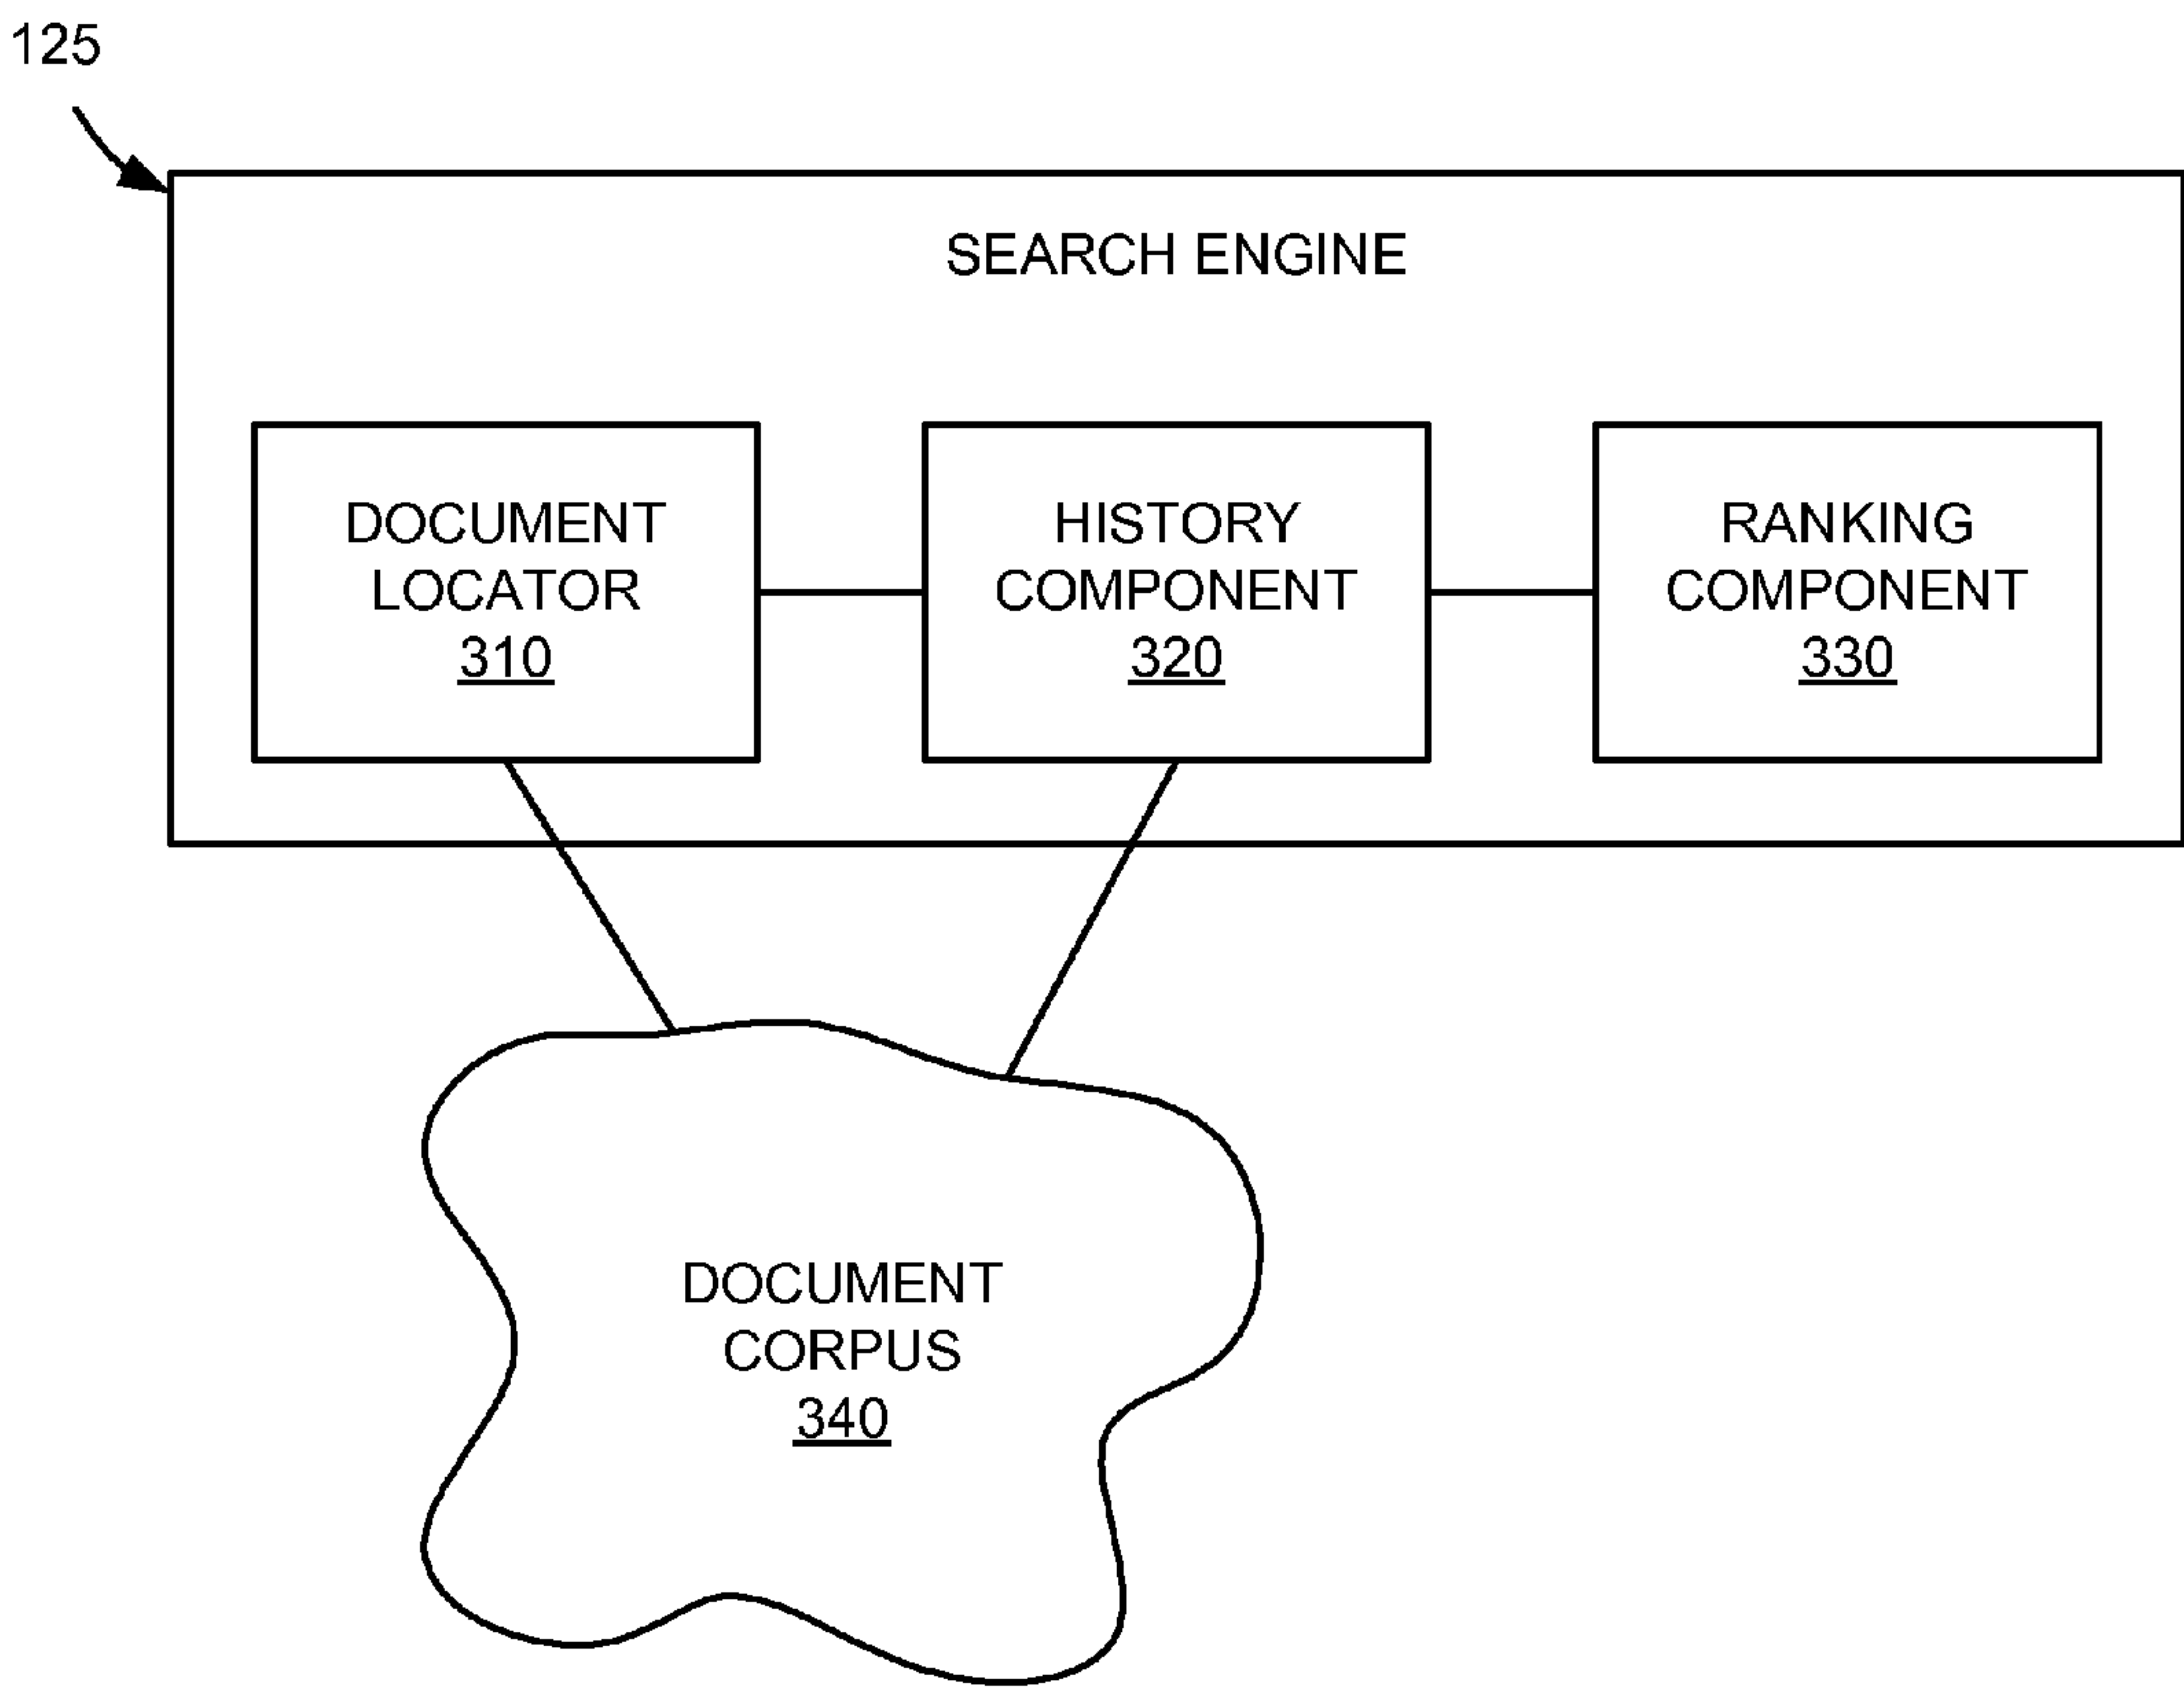 125
SEARCH ENGINE
DOCUMENT
LOCATOR
310
HISTORY
COMPONENT
320
RANKING
COMPONENT
330
DOCUMENT
CORPUS
340